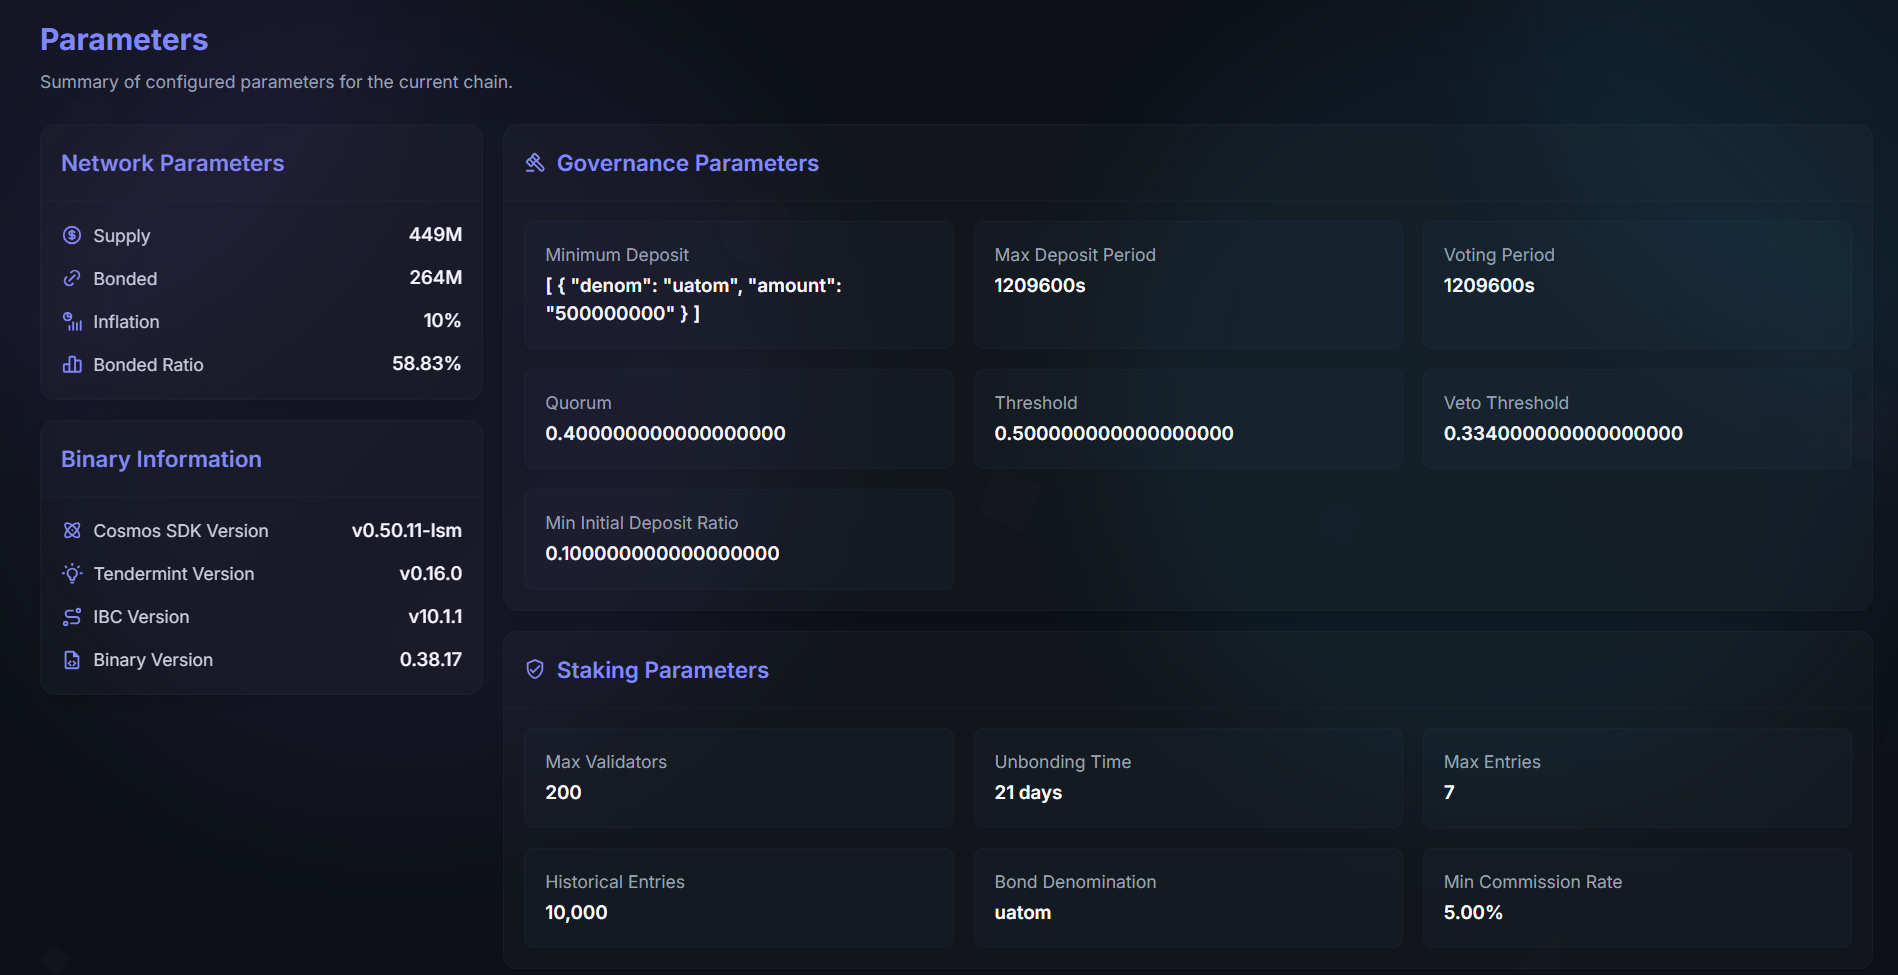 Parameters
Summary of configured parameters for the current chain.
Network Parameters
Supply 449M
Bonded 264M
Inflation 10%
Bonded Ratio 58.83%
Binary Information
Cosmos SDK Version v0.50.11-lsm
Tendermint Version v0.16.0
IBC Version v10.1.1
Binary Version 0.38.17
Governance Parameters
Minimum Deposit
[ { "denom": "uatom", "amount":
"500000000" } ]
Max Deposit Period
1209600s
Voting Period
1209600s
Quorum
0.400000000000000000
Threshold
0.500000000000000000
Veto Threshold
0.334000000000000000
Min Initial Deposit Ratio
0.100000000000000000
Staking Parameters
Max Validators
200
Unbonding Time
21 days
Max Entries
7
Historical Entries
10,000
Bond Denomination
uatom
Min Commission Rate
5.00%